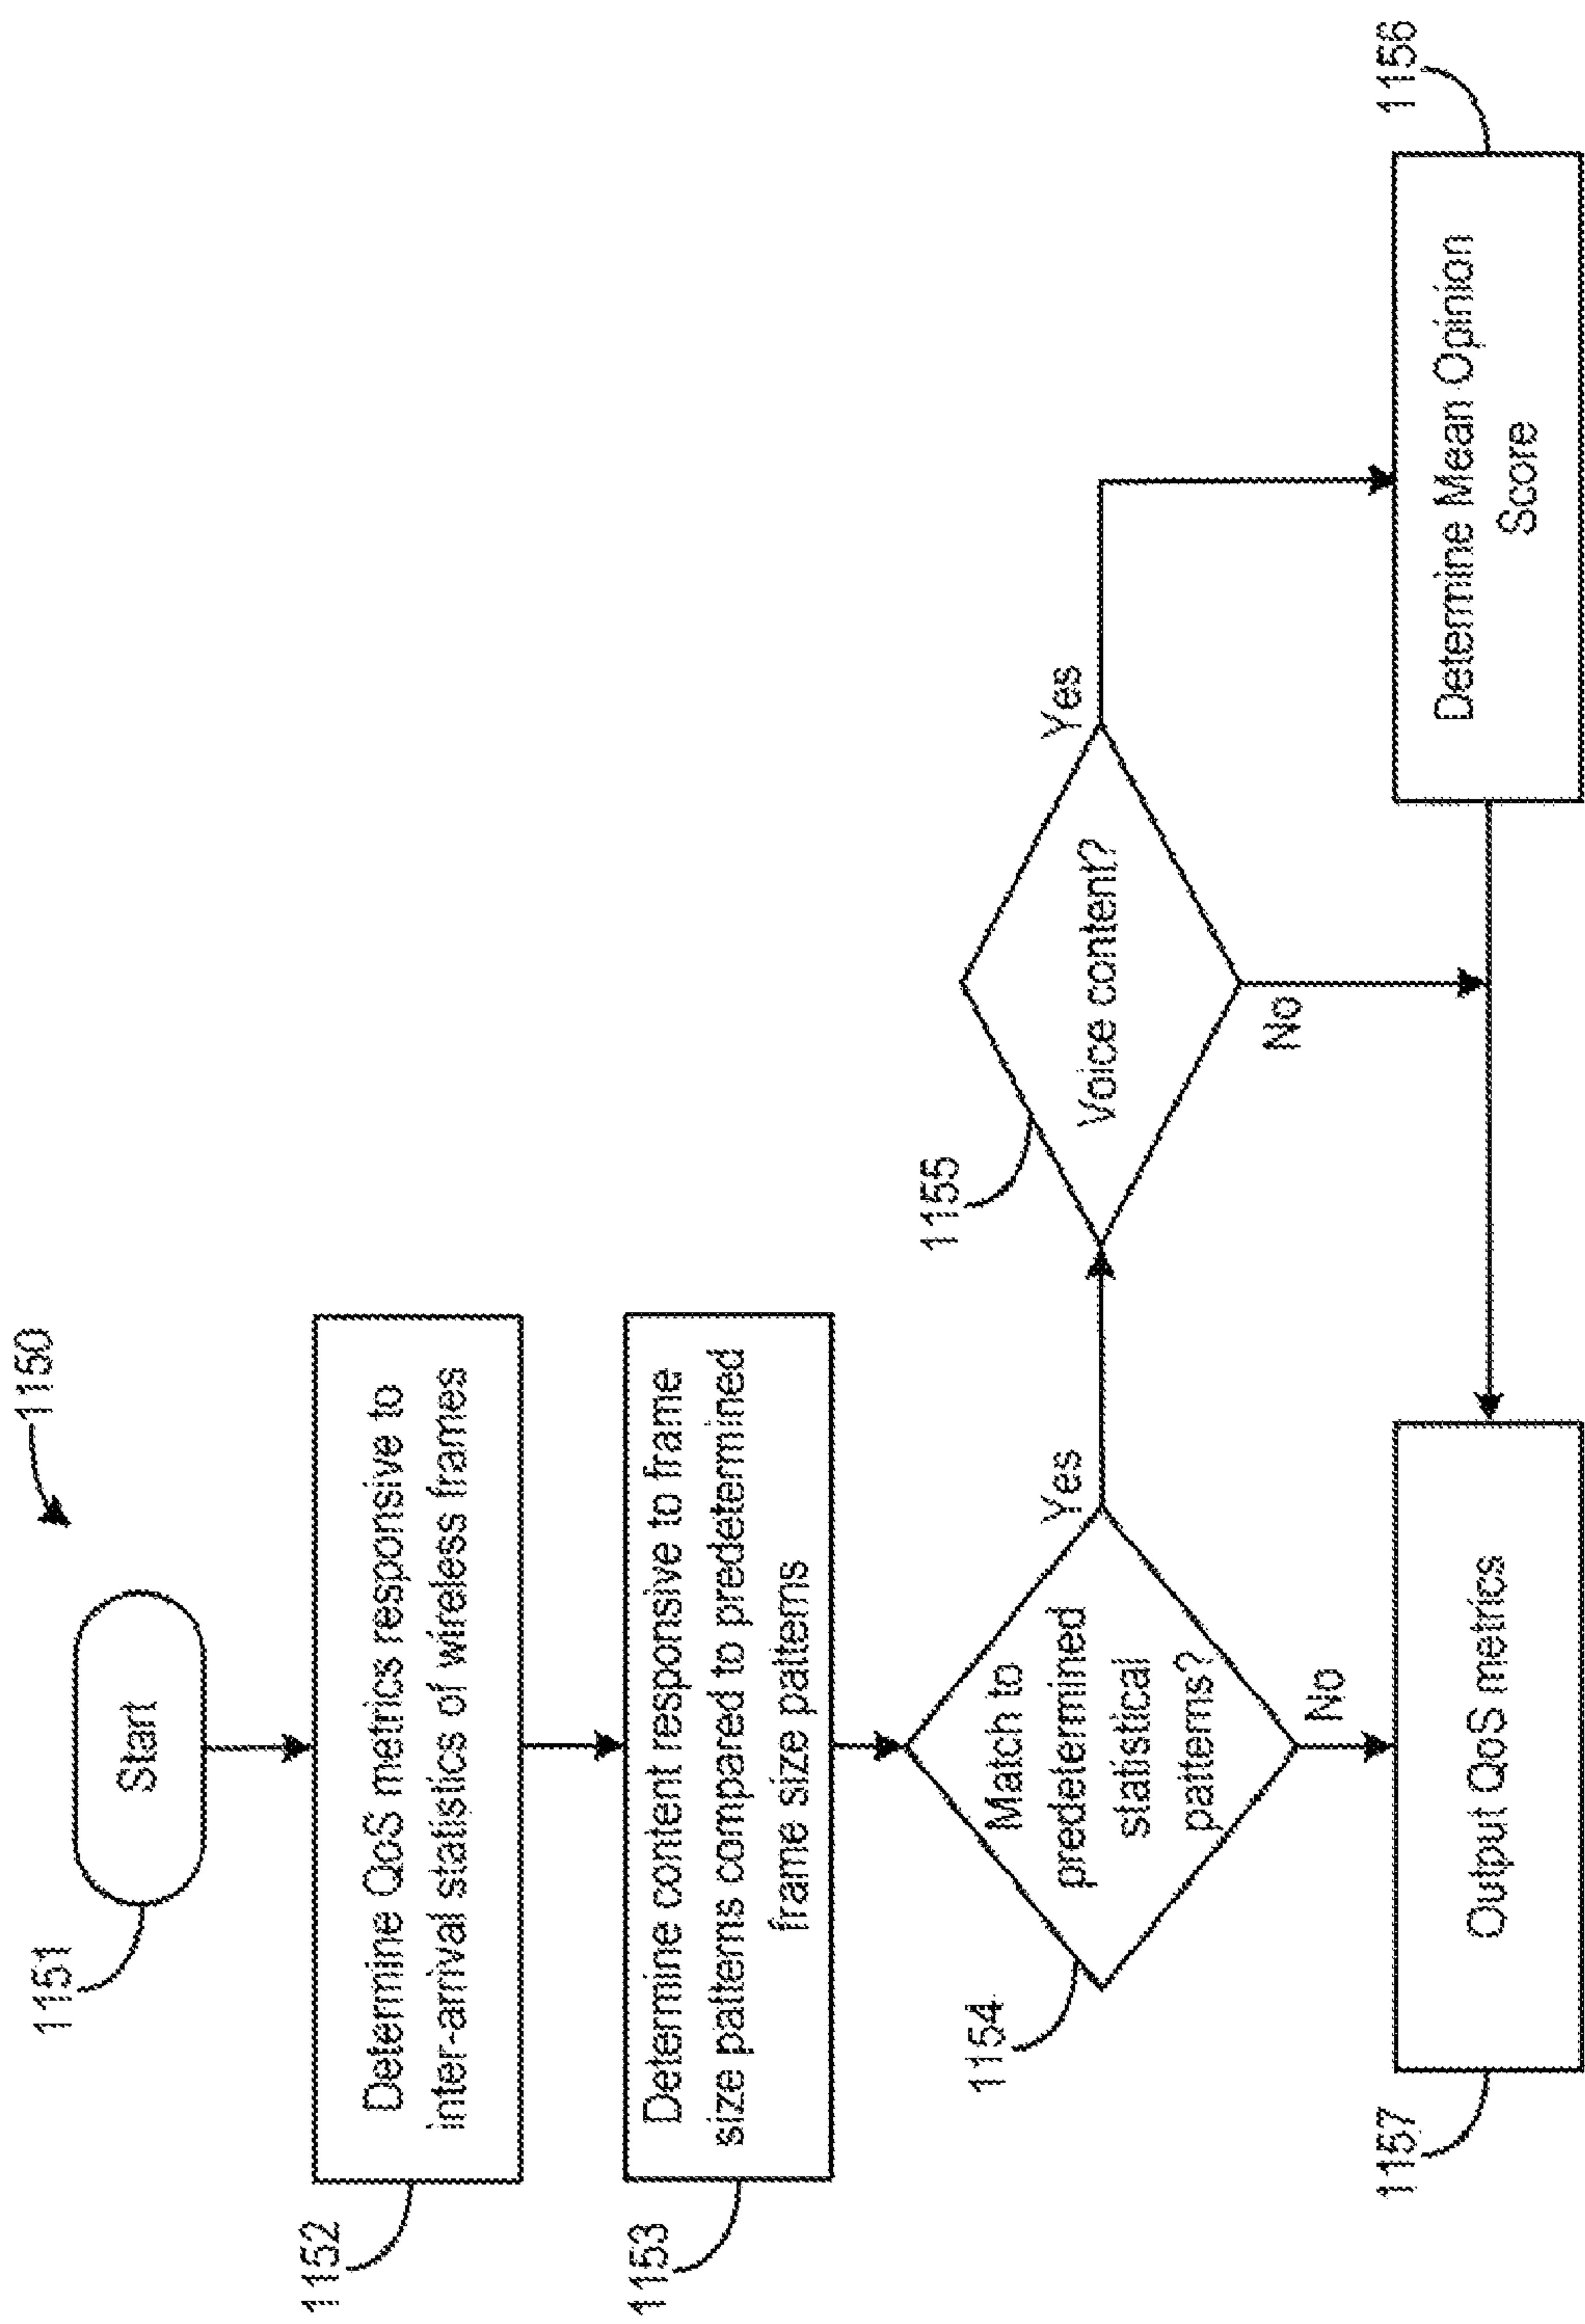 1150
Start
1151
Determine QoS metrics responsive to
inter-arrival statistics of wireless frames
1152
Determine content responsive to frame
size patterns compared to predetermined
frame size patterns
1153
Match to
predetermined
statistical
patterns?
1154
Yes
No
Voice content?
1155
Yes
No
Determine Mean Opinion
Score
1156
Output QoS metrics
1157